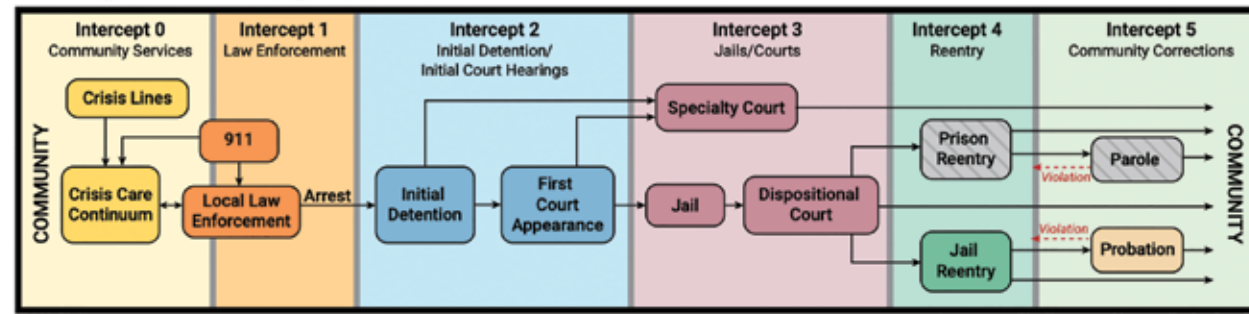 Intercept 0
Community Services
Intercept 1
Law Enforcement
Intercept 2
Initial Detention/
Initial Court Hearings
Intercept 3
Jails/Courts
Intercept 4
Reentry
Intercept 5
Community Corrections
COMMUNITY
Crisis Lines
911
Crisis Care
Continuum
Local Law
Enforcement
Arrest
Initial
Detention
First
Court
Appearance
Specialty Court
Jail
Dispositional
Court
Prison
Reentry
Violation
Parole
Jail
Reentry
Violation
Probation
COMMUNITY